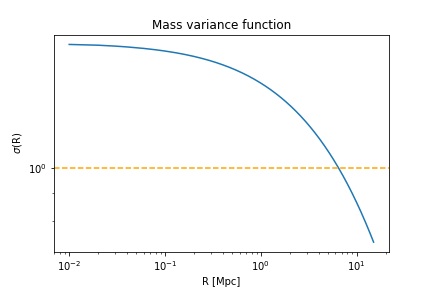 Mass variance function
σ(R)
10⁰
10⁻²
10⁻¹
10⁰
10¹
R [Mpc]